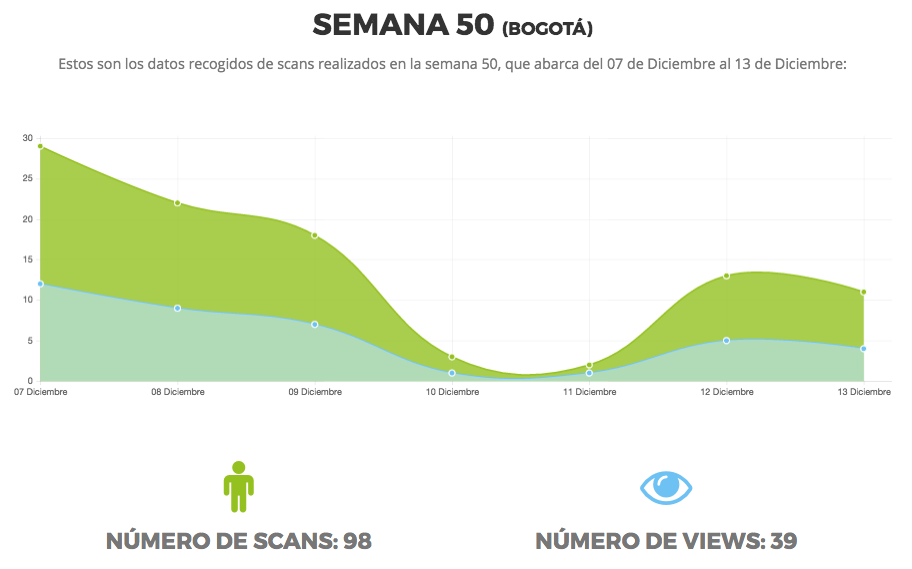 SEMANA 50 (BOGOTÁ)
Estos son los datos recogidos de scans realizados en la semana 50, que abarca del 07 de Diciembre al 13 de Diciembre:
30
25
20
15
10
5
0
07 Diciembre 08 Diciembre 09 Diciembre 10 Diciembre 11 Diciembre 12 Diciembre 13 Diciembre
NÚMERO DE SCANS: 98 NÚMERO DE VIEWS: 39